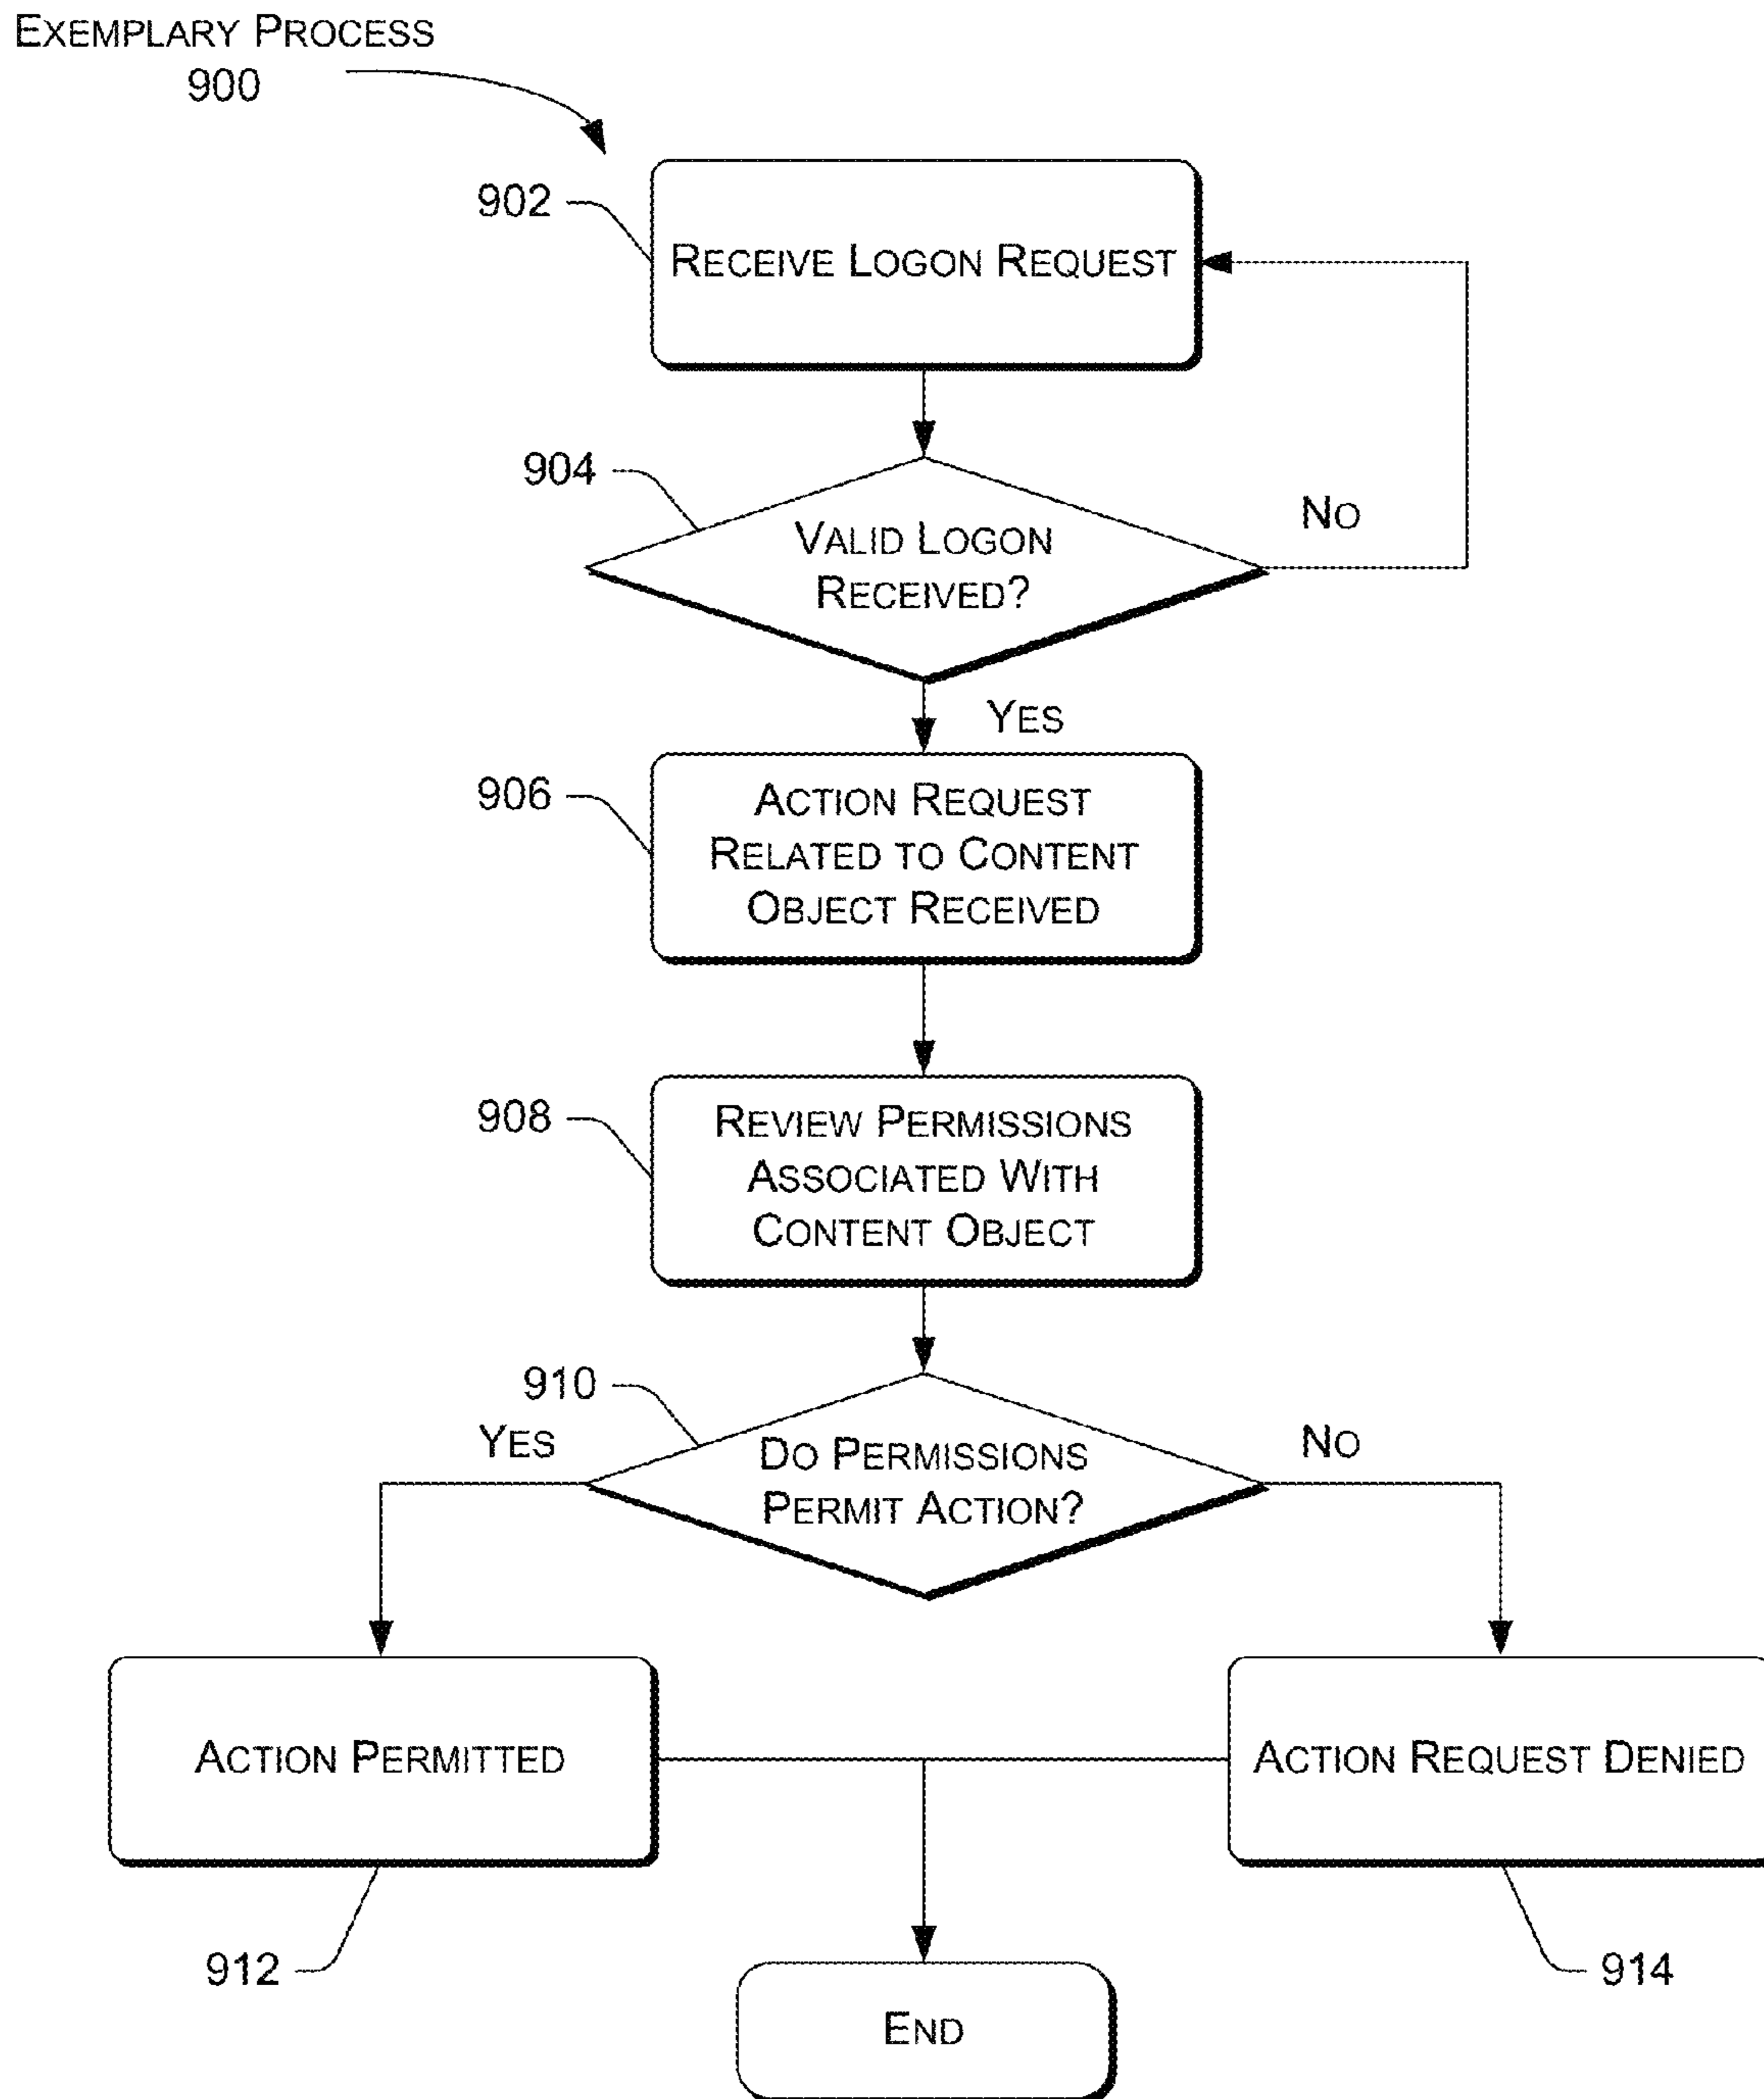 EXEMPLARY PROCESS
900
902
RECEIVE LOGON REQUEST
904
NO
VALID LOGON
RECEIVED?
YES
906
ACTION REQUEST
RELATED TO CONTENT
OBJECT RECEIVED
908
REVIEW PERMISSIONS
ASSOCIATED WITH
CONTENT OBJECT
910
YES
NO
DO PERMISSIONS
PERMIT ACTION?
ACTION PERMITTED
ACTION REQUEST DENIED
912
914
END